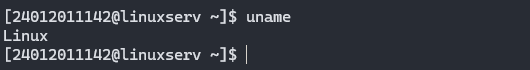 [24012011142@linuxserv ~]$ uname
Linux
[24012011142@linuxserv ~]$